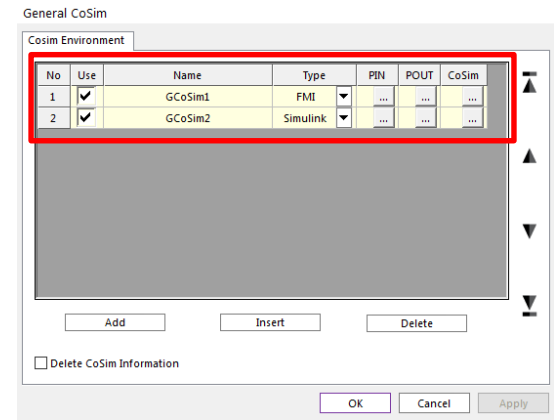 General CoSim
Cosim Environment
No Use Name Type PIN POUT CoSim
1 GCoSim1 FMI ... ... ...
2 GCoSim2 Simulink ... ... ...
Add Insert Delete
Delete CoSim Information
OK Cancel Apply